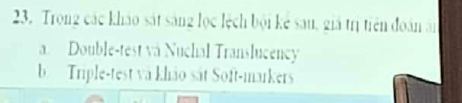 23. Trong các khảo sát sàng lọc lệch bội kể sau, giá trị tiên đoán
a. Double-test và Nuchal Translucency
b. Triple-test và khảo sát Soft-markers